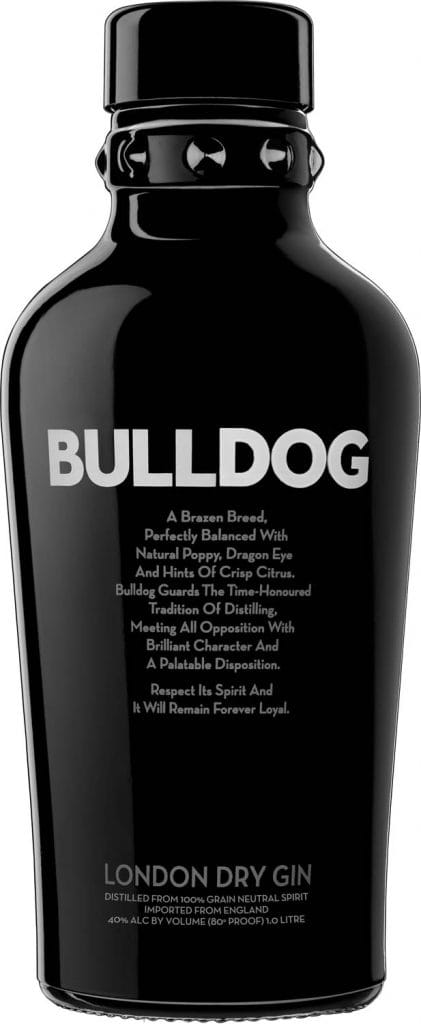 BULLDOG
A Brazen Breed,
Perfectly Balanced With
Natural Poppy, Dragon Eye
And Hints Of Crisp Citrus.
Bulldog Guards The Time-Honoured
Tradition Of Distilling,
Meeting All Opposition With
Brilliant Character And
A Palatable Disposition.
Respect Its Spirit And
It Will Remain Forever Loyal.
LONDON DRY GIN
DISTILLED FROM 100% GRAIN NEUTRAL SPIRIT
IMPORTED FROM ENGLAND
40% ALC BY VOLUME (80º PROOF) 1.0 LITRE